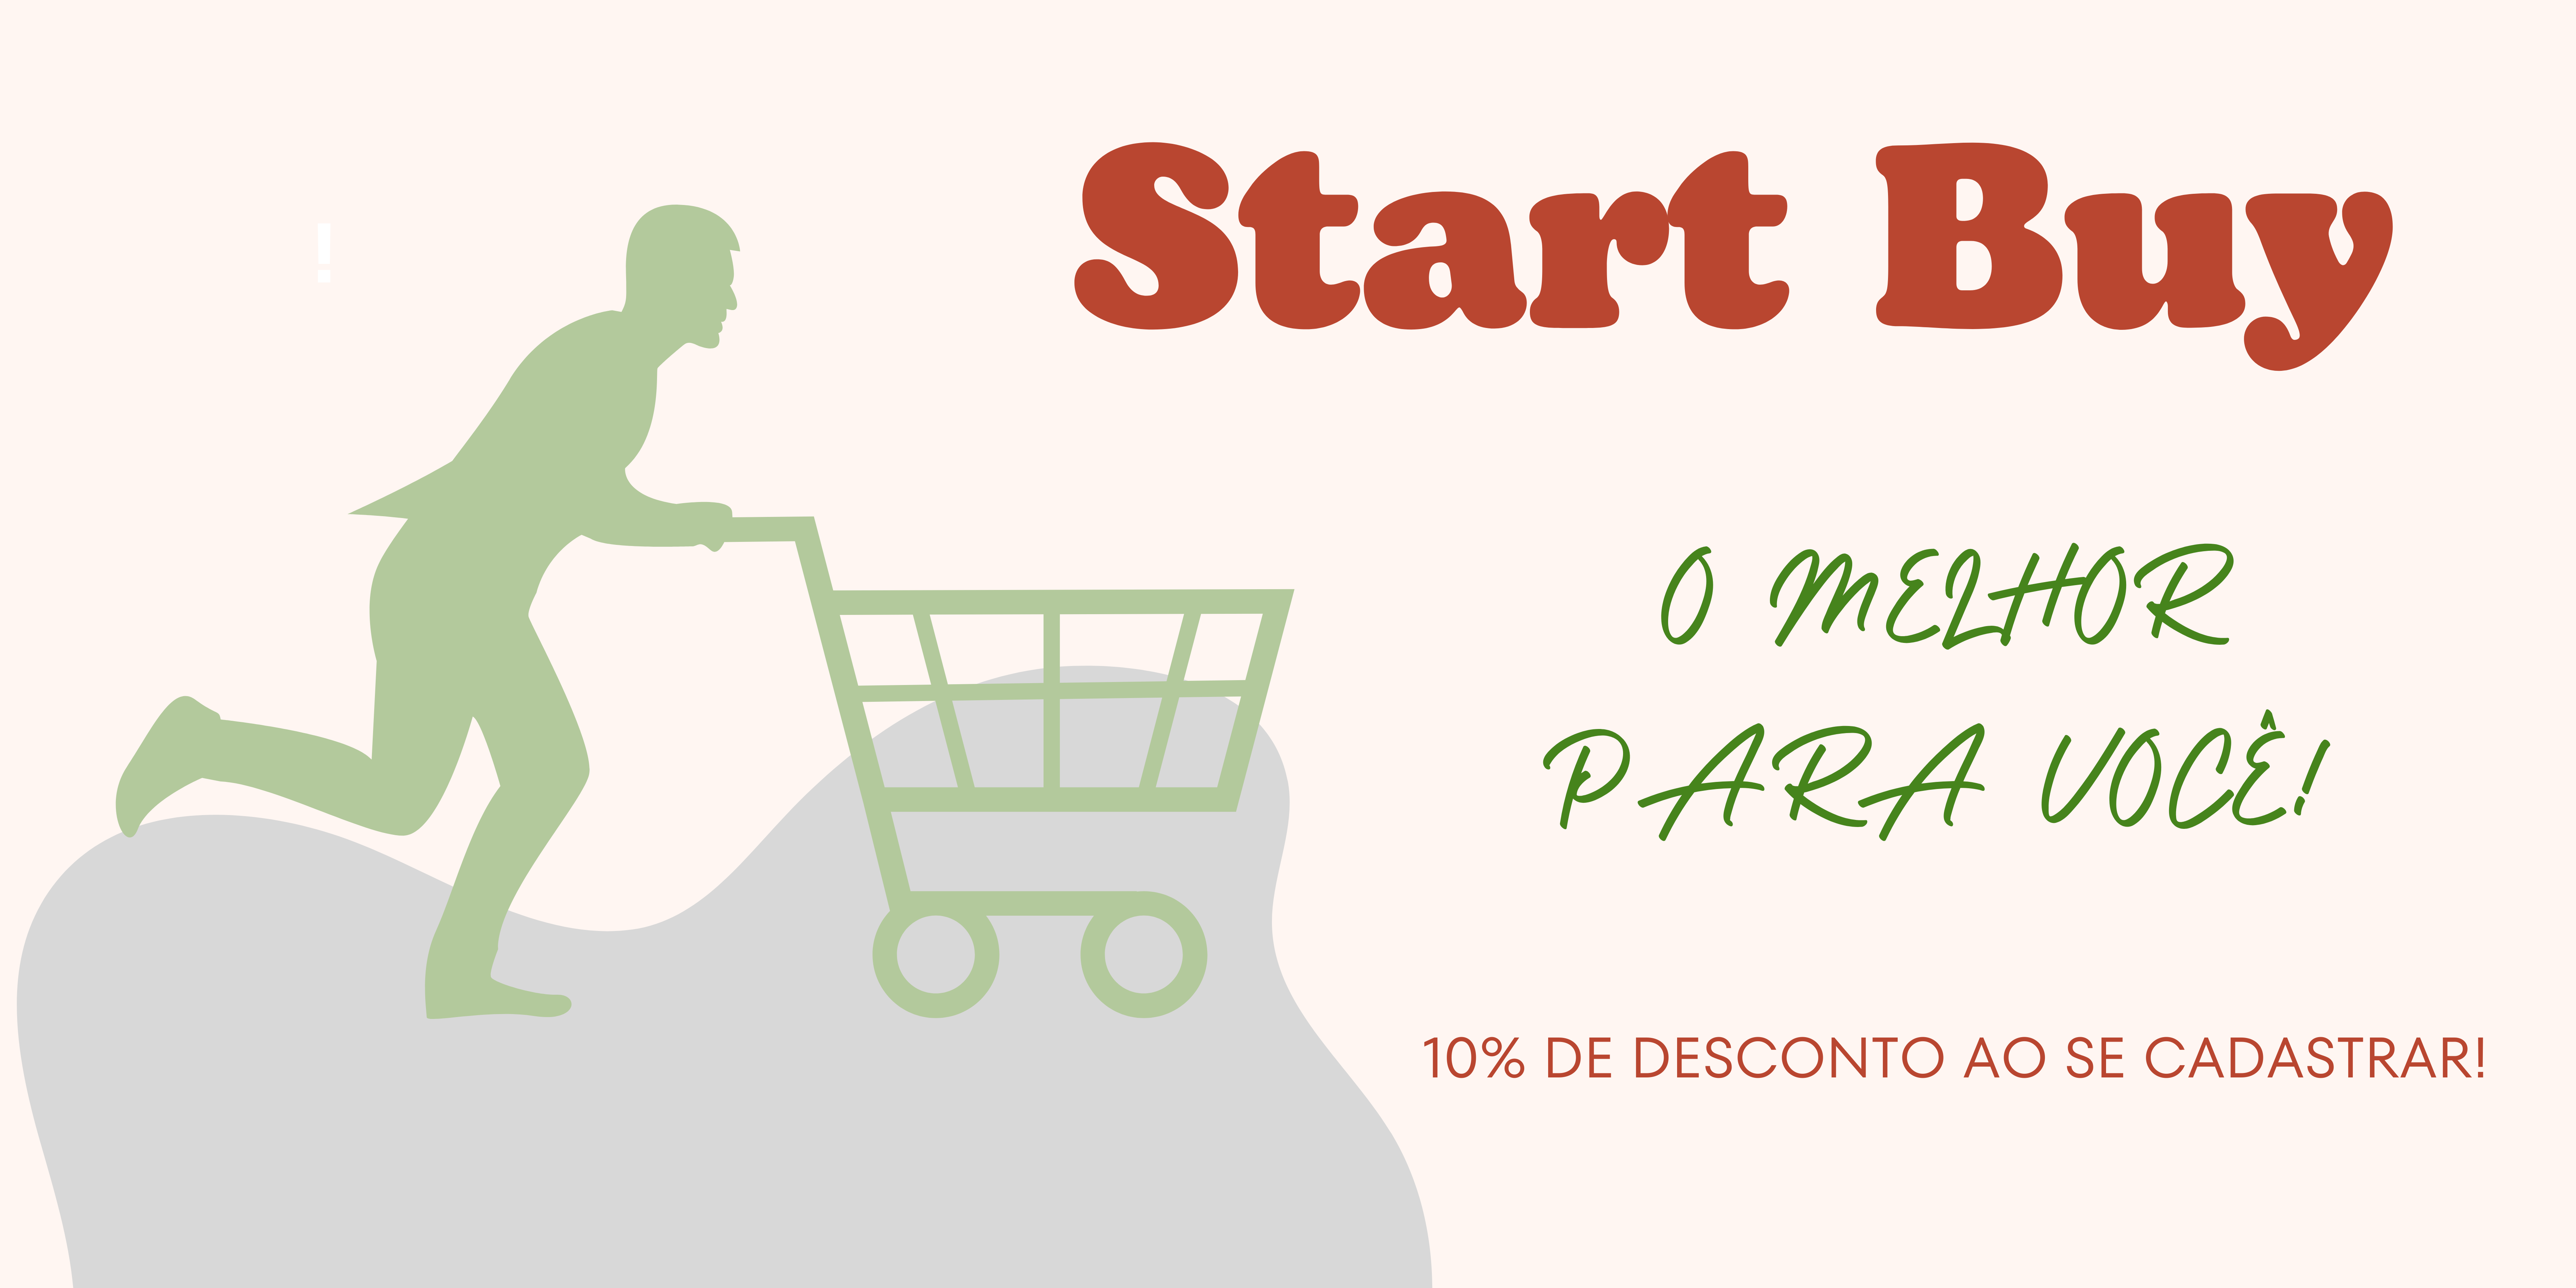 Start Buy
!
O MELHOR
PARA VOCÊ!
10% DE DESCONTO AO SE CADASTRAR!